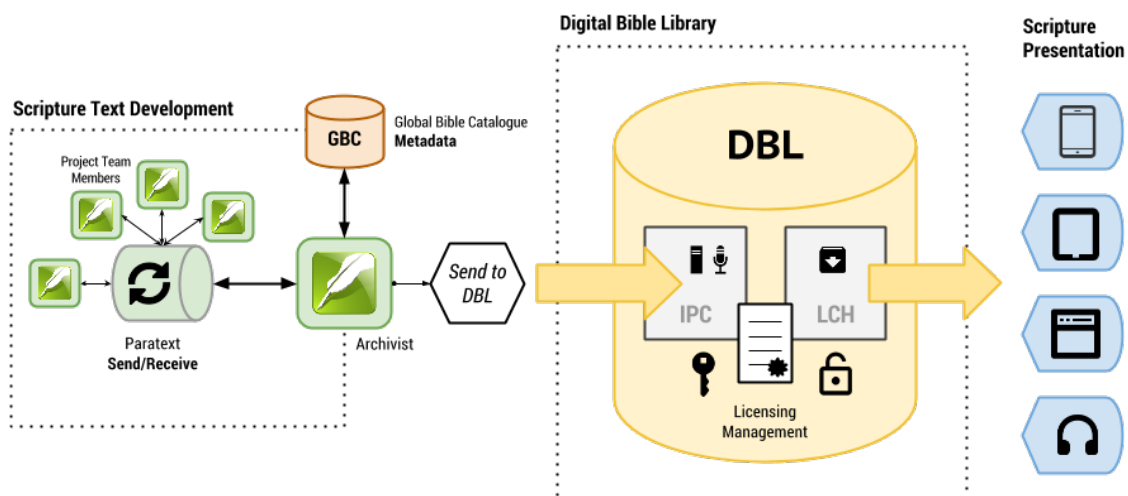 Digital Bible Library
Scripture
Presentation
Scripture Text Development
GBC
Global Bible Catalogue
Metadata
Project Team
Members
DBL
Send to
DBL
IPC
LCH
Paratext
Send/Receive
Archivist
Licensing
Management